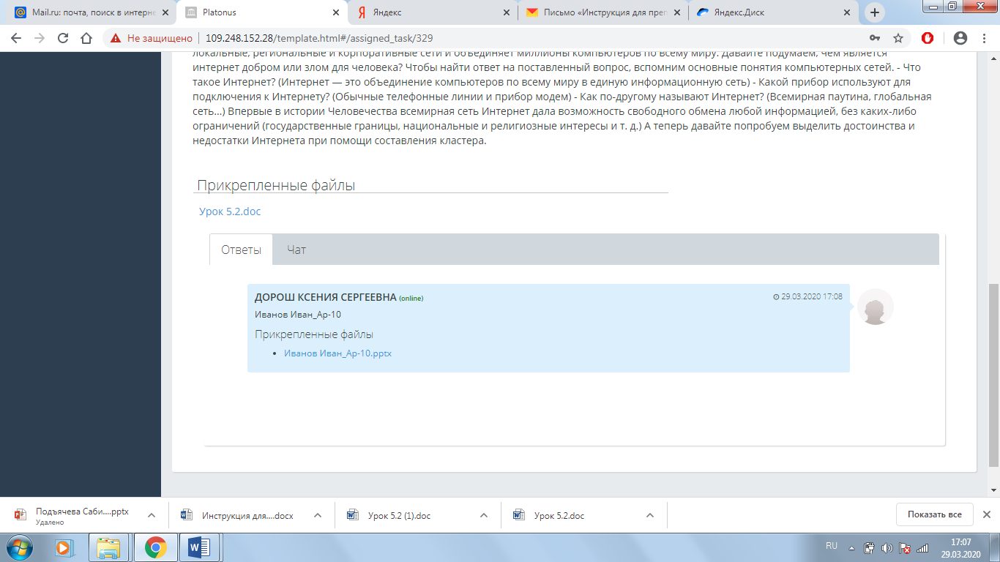 Mail.ru: почта, поиск в интерне
Platonus
Яндекс
Письмо «Инструкция для преп
Яндекс.Диск
Не защищено
109.248.152.28/template.html#/assigned_task/329
локальные, региональные и корпоративные сети и объединяет миллионы компьютеров по всему миру. Давайте подумаем, чем является
интернет добром или злом для человека? Чтобы найти ответ на поставленный вопрос, вспомним основные понятия компьютерных сетей. - Что
такое Интернет? (Интернет — это объединение компьютеров по всему миру в единую информационную сеть) - Какой прибор используют для
подключения к Интернету? (Обычные телефонные линии и прибор модем) - Как по-другому называют Интернет? (Всемирная паутина, глобальная
сеть...) Впервые в истории Человечества всемирная сеть Интернет дала возможность свободного обмена любой информацией, без каких-либо
ограничений (государственные границы, национальные и религиозные интересы и т. д.) А теперь давайте попробуем выделить достоинства и
недостатки Интернета при помощи составления кластера.
Прикрепленные файлы
Урок 5.2.doc
Ответы
Чат
ДОРОШ КСЕНИЯ СЕРГЕЕВНА (online)
29.03.2020 17:08
Иванов Иван_Ар-10
Прикрепленные файлы
• Иванов Иван_Ар-10.pptx
Подъячева Саби....pptx
Удалено
Инструкция для....docx
Урок 5.2 (1).doc
Урок 5.2.doc
Показать все
RU
17:07
29.03.2020